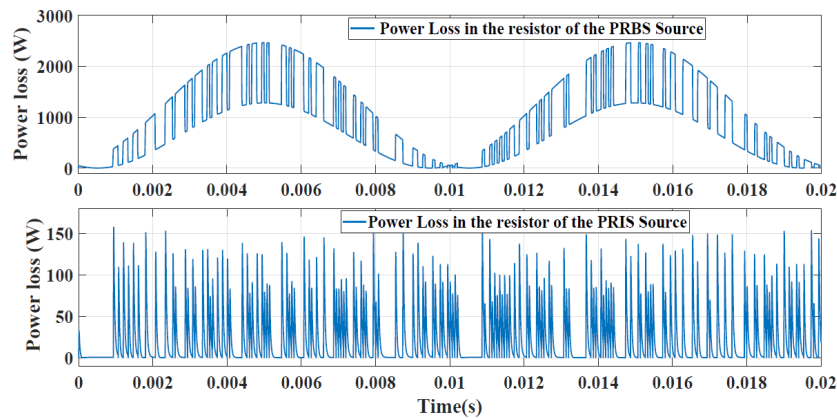 3000
Power Loss in the resistor of the PRBS Source
2000
1000
0
Power loss (W)
0 0.002 0.004 0.006 0.008 0.01 0.012 0.014 0.016 0.018 0.02
Power Loss in the resistor of the PRIS Source
150
100
50
0
Power loss (W)
0 0.002 0.004 0.006 0.008 0.01 0.012 0.014 0.016 0.018 0.02
Time(s)